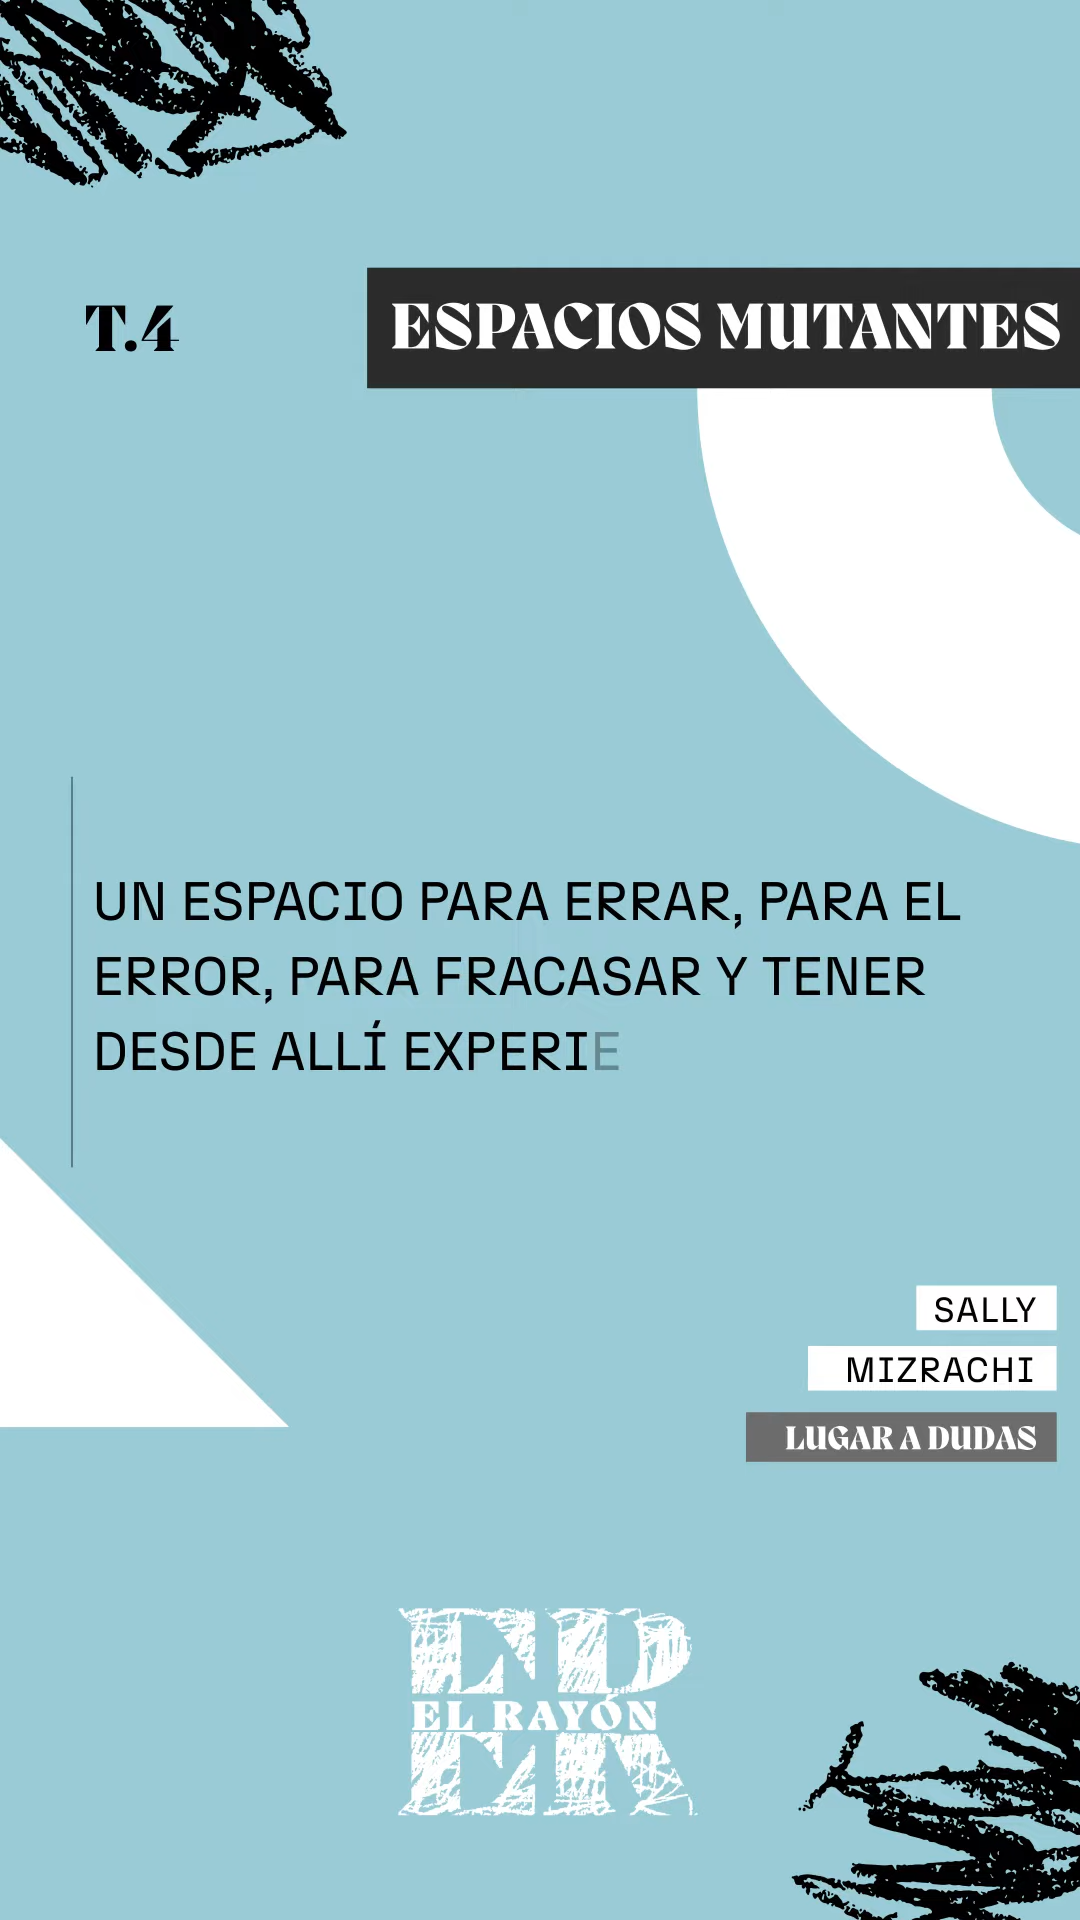 T.4
ESPACIOS MUTANTES
UN ESPACIO PARA ERRAR, PARA EL
ERROR, PARA FRACASAR Y TENER
DESDE ALLÍ EXPERIE
SALLY
MIZRACHI
LUGAR A DUDAS
EL RAYÓN